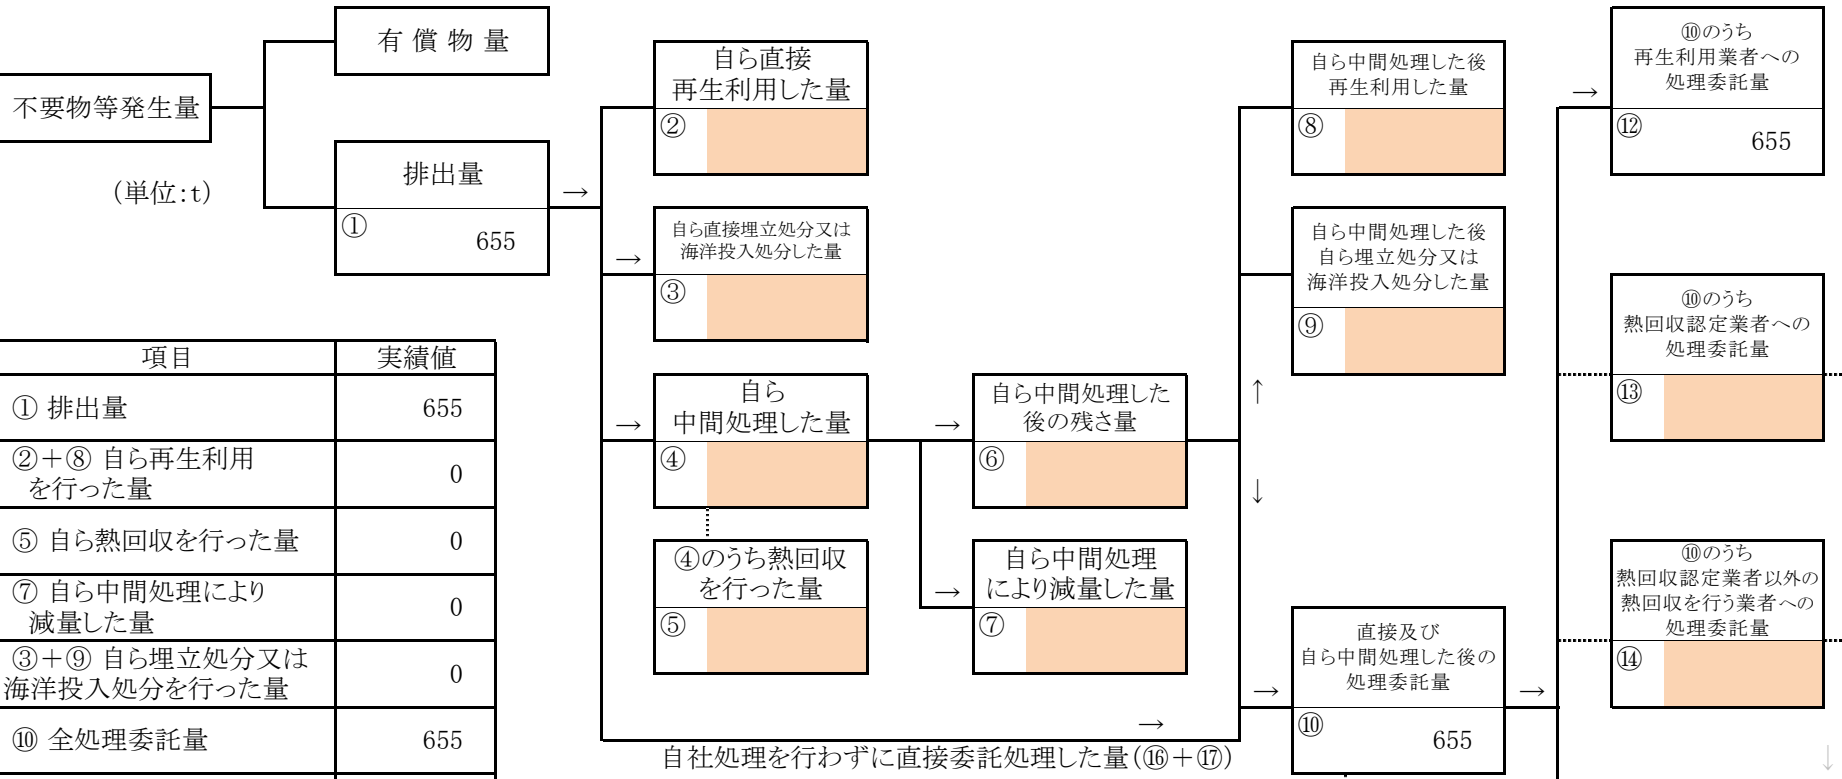 有 償 物 量
不要物等発生量
(単位:t)
排出量
①
655
→
自ら直接
再生利用した量
②
→
自ら直接埋立処分又は
海洋投入処分した量
③
→
自ら
中間処理した量
④
④のうち熱回収
を行った量
⑤
→
自ら中間処理した
後の残さ量
⑥
→
自ら中間処理
により減量した量
⑦
自ら中間処理した後
再生利用した量
⑧
自ら中間処理した後
自ら埋立処分又は
海洋投入処分した量
⑨
↑
↓
→
自社処理を行わずに直接委託処理した量(⑯+⑰)
→
直接及び
自ら中間処理した後の
処理委託量
⑩
655
→
→
⑩のうち
再生利用業者への
処理委託量
⑫
655
⑩のうち
熱回収認定業者への
処理委託量
⑬
⑩のうち
熱回収認定業者以外の
熱回収を行う業者への
処理委託量
⑭
↓
項目 実績値
① 排出量 655
②+⑧ 自ら再生利用
を行った量 0
⑤ 自ら熱回収を行った量 0
⑦ 自ら中間処理により
減量した量 0
③+⑨ 自ら埋立処分又は
海洋投入処分を行った量 0
⑩ 全処理委託量 655